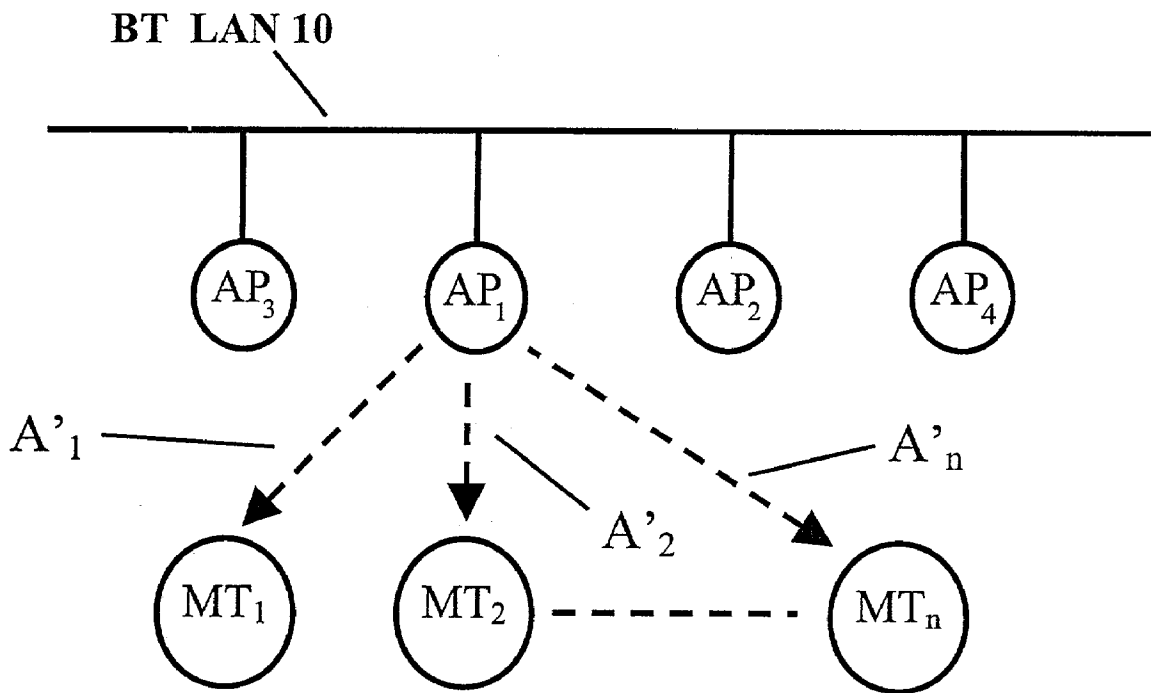 BT LAN 10
AP₃ AP₁ AP₂ AP₄
A’₁ A’₂ A’ₙ
MT₁ MT₂ MTₙ